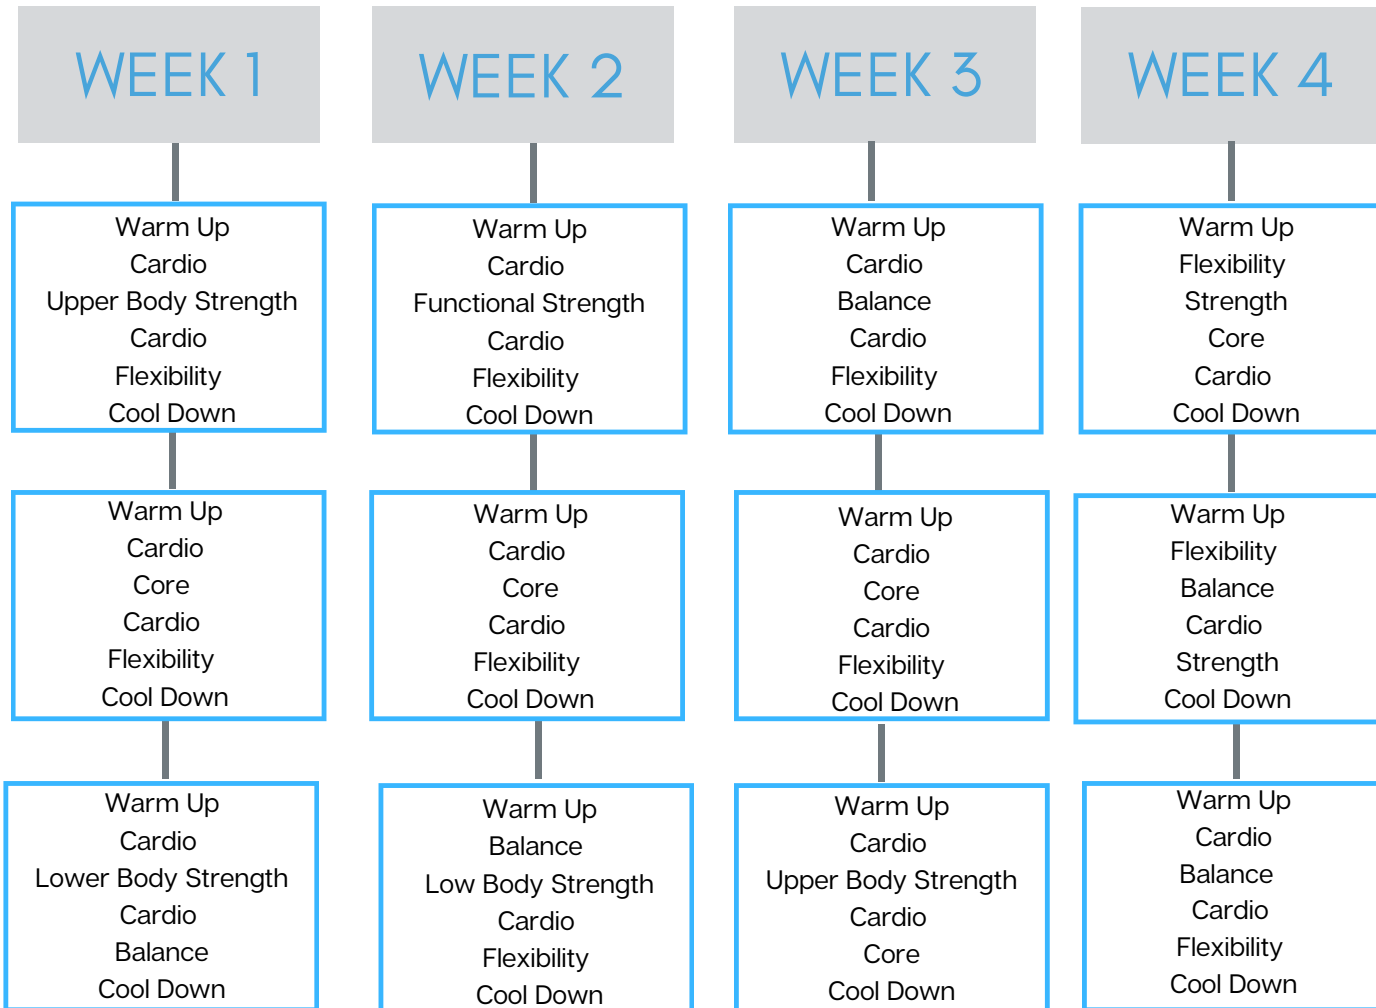 WEEK 1
Warm Up
Cardio
Upper Body Strength
Cardio
Flexibility
Cool Down
Warm Up
Cardio
Core
Cardio
Flexibility
Cool Down
Warm Up
Cardio
Lower Body Strength
Cardio
Balance
Cool Down
WEEK 2
Warm Up
Cardio
Functional Strength
Cardio
Flexibility
Cool Down
Warm Up
Cardio
Core
Cardio
Flexibility
Cool Down
Warm Up
Balance
Low Body Strength
Cardio
Flexibility
Cool Down
WEEK 3
Warm Up
Cardio
Balance
Cardio
Flexibility
Cool Down
Warm Up
Cardio
Core
Cardio
Flexibility
Cool Down
Warm Up
Cardio
Upper Body Strength
Cardio
Core
Cool Down
WEEK 4
Warm Up
Flexibility
Strength
Core
Cardio
Cool Down
Warm Up
Flexibility
Balance
Cardio
Strength
Cool Down
Warm Up
Cardio
Balance
Cardio
Flexibility
Cool Down